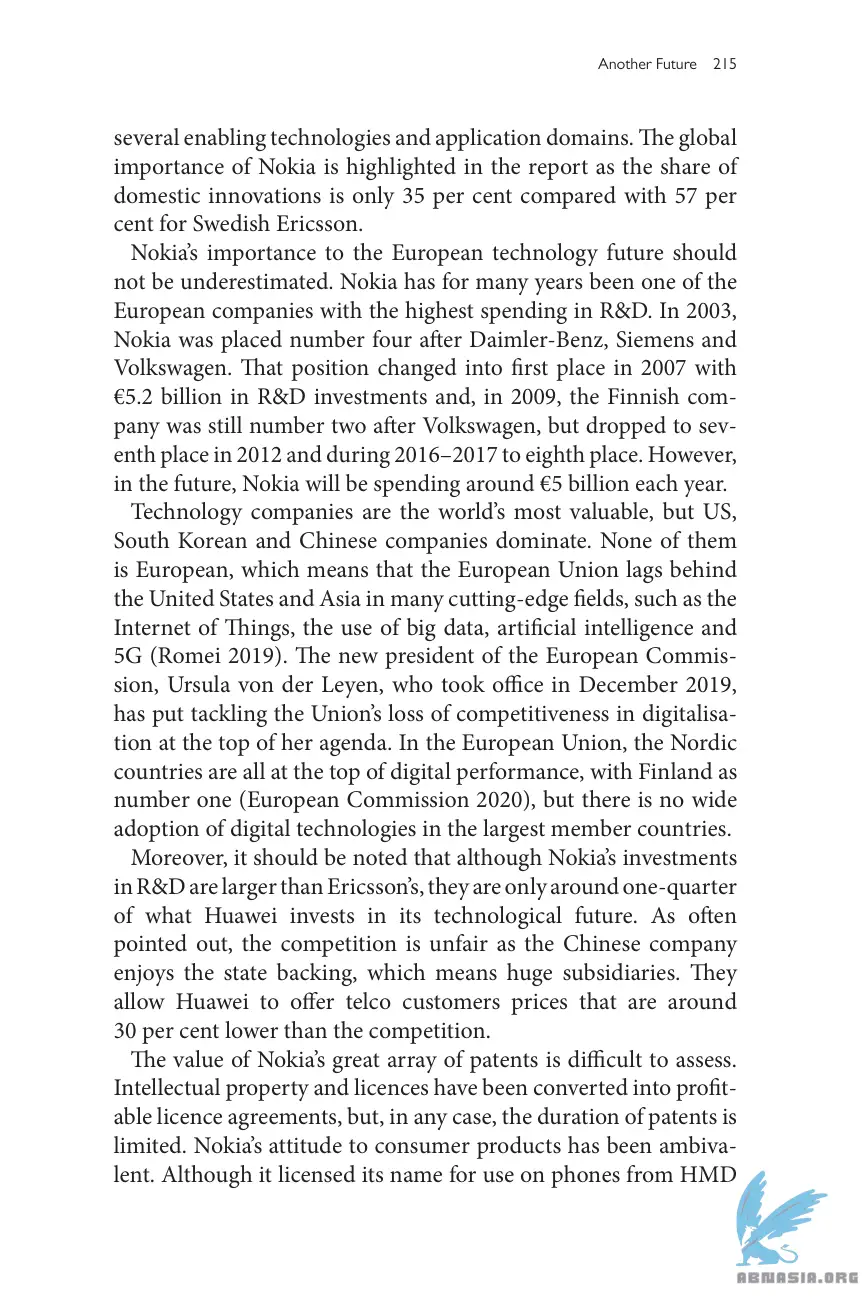 Another Future 215
several enabling technologies and application domains. The global
importance of Nokia is highlighted in the report as the share of
domestic innovations is only 35 per cent compared with 57 per
cent for Swedish Ericsson.
Nokia’s importance to the European technology future should
not be underestimated. Nokia has for many years been one of the
European companies with the highest spending in R&D. In 2003,
Nokia was placed number four after Daimler-Benz, Siemens and
Volkswagen. That position changed into first place in 2007 with
€5.2 billion in R&D investments and, in 2009, the Finnish com-
pany was still number two after Volkswagen, but dropped to sev-
enth place in 2012 and during 2016–2017 to eighth place. However,
in the future, Nokia will be spending around €5 billion each year.
Technology companies are the world’s most valuable, but US,
South Korean and Chinese companies dominate. None of them
is European, which means that the European Union lags behind
the United States and Asia in many cutting-edge fields, such as the
Internet of Things, the use of big data, artificial intelligence and
5G (Romei 2019). The new president of the European Commis-
sion, Ursula von der Leyen, who took office in December 2019,
has put tackling the Union’s loss of competitiveness in digitalisa-
tion at the top of her agenda. In the European Union, the Nordic
countries are all at the top of digital performance, with Finland as
number one (European Commission 2020), but there is no wide
adoption of digital technologies in the largest member countries.
Moreover, it should be noted that although Nokia’s investments
in R&D are larger than Ericsson’s, they are only around one-quarter
of what Huawei invests in its technological future. As often
pointed out, the competition is unfair as the Chinese company
enjoys the state backing, which means huge subsidiaries. They
allow Huawei to offer telco customers prices that are around
30 per cent lower than the competition.
The value of Nokia’s great array of patents is difficult to assess.
Intellectual property and licences have been converted into profit-
able licence agreements, but, in any case, the duration of patents is
limited. Nokia’s attitude to consumer products has been ambiva-
lent. Although it licensed its name for use on phones from HMD
ABNASIA.ORG